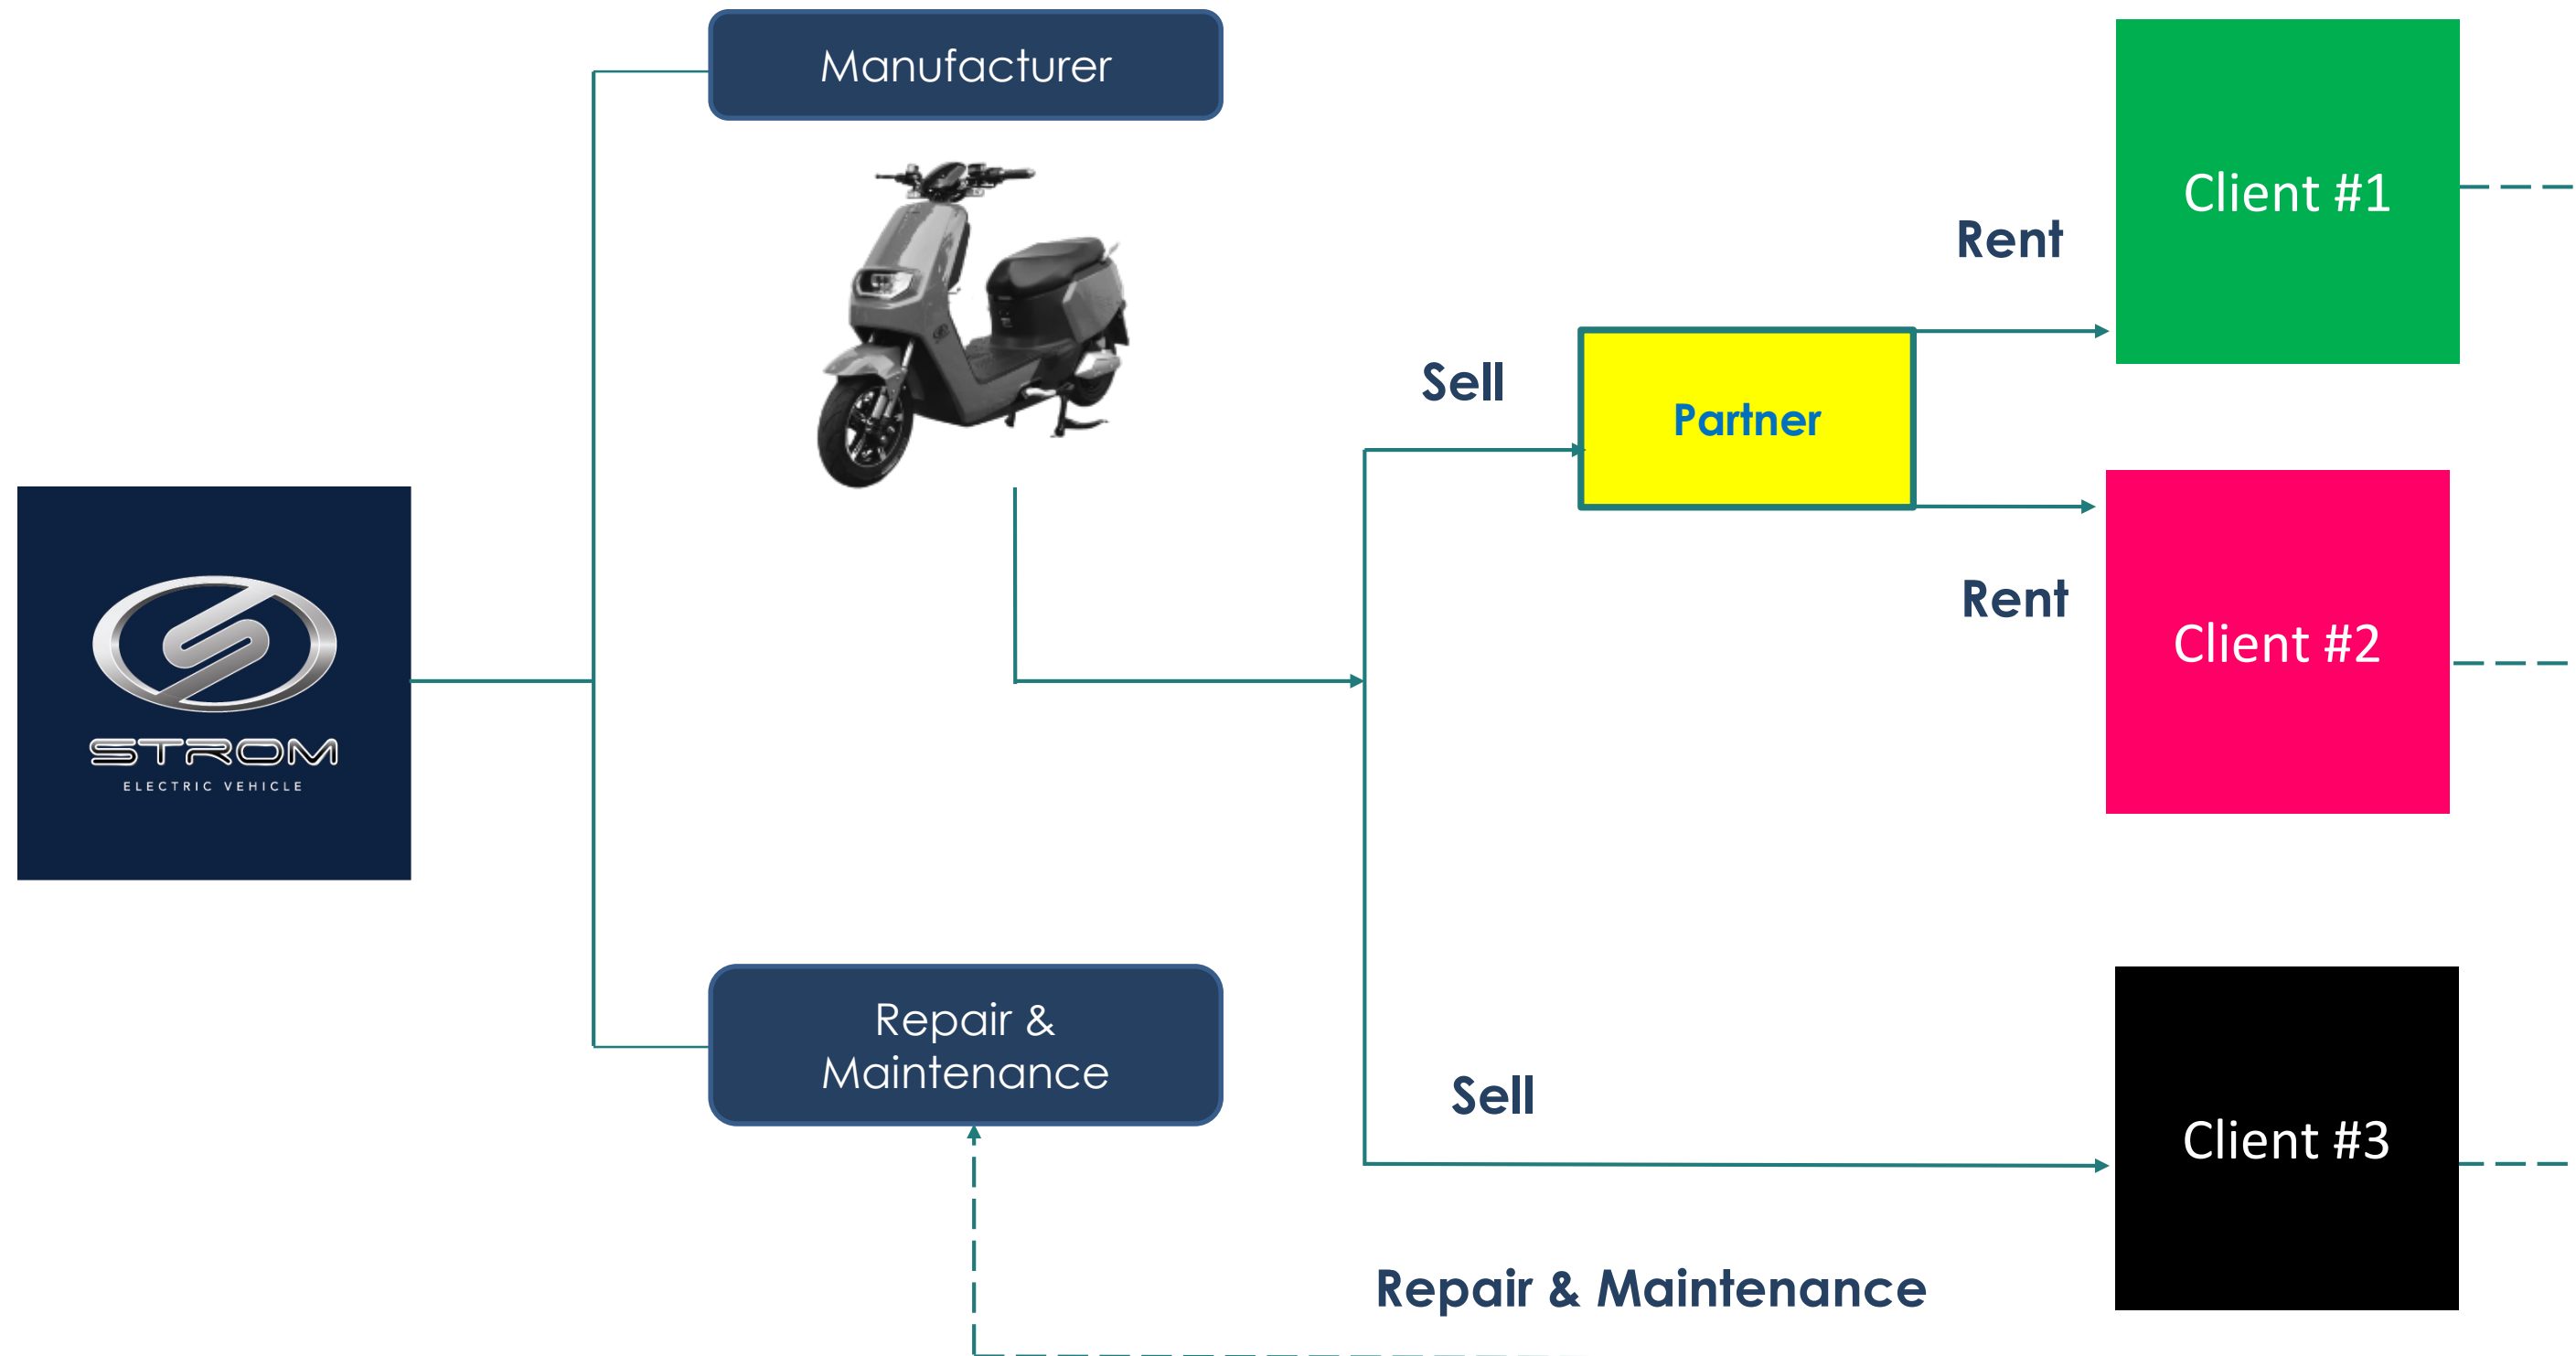 Manufacturer
Client #1
Rent
Sell
Partner
Rent
Client #2
STROM
ELECTRIC VEHICLE
Repair &
Maintenance
Sell
Client #3
Repair & Maintenance